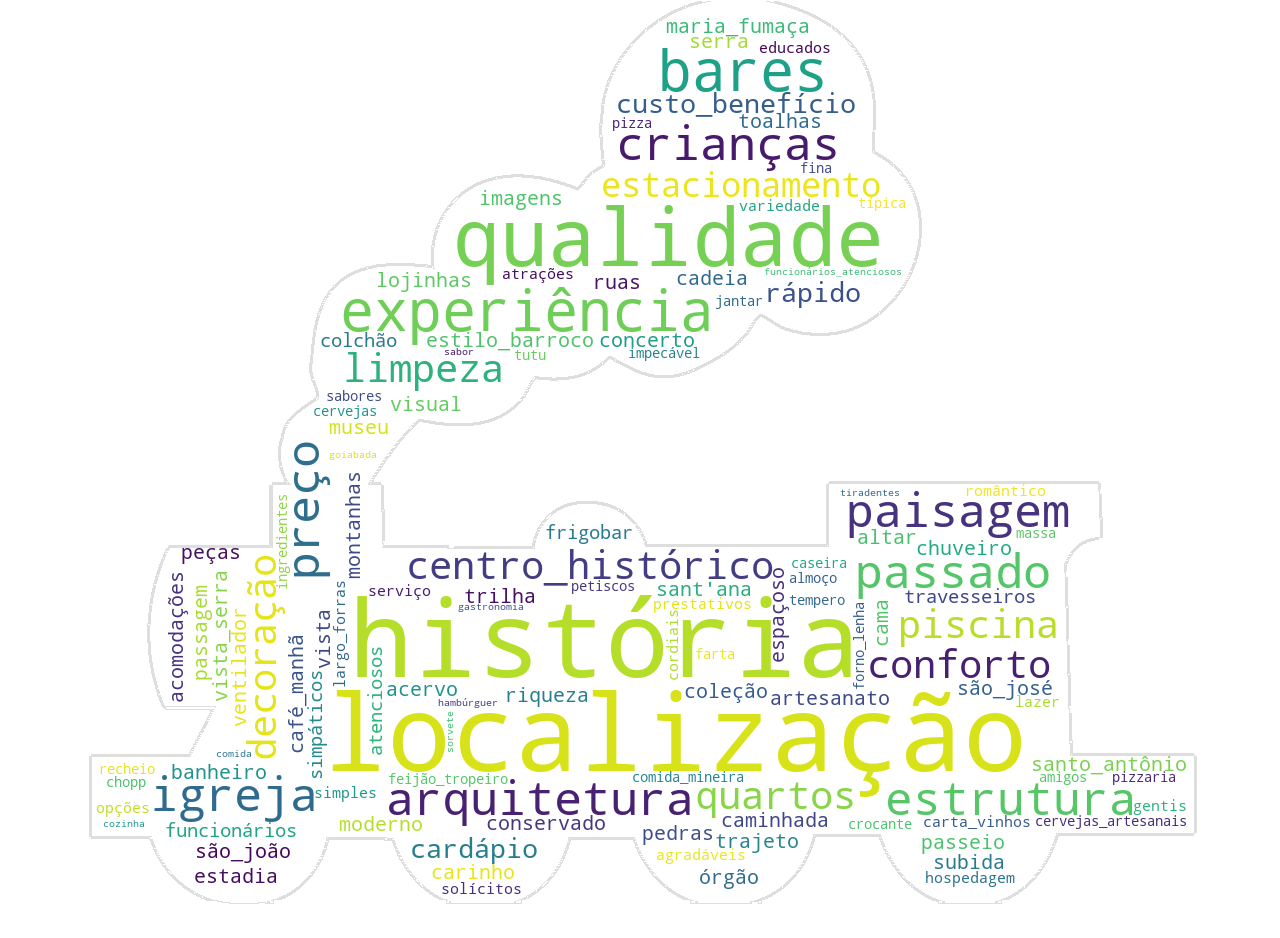 maria_fumaça
serra
educados
bares
custo_benefício
pizza
toalhas
crianças
fina
estacionamento
imagens
variedade
típica
qualidade
lojinhas
atrações
ruas
cadeia
funcionários_atenciosos
rápido
experiência
jantar
colchão
estilo_barroco
concerto
sabor
tutu
impecável
limpeza
sabores
cervejas
visual
museu
goiabada
preço
montanhas
ingredientes
tiradentes
romântico
paisagem
massa
frigobar
altar
chuveiro
peças
centro_histórico
caseira
almoço
passado
serviço
trilha
petiscos
sant'ana
espaçoso
gastronomia
prestativos
tempero
travesseiros
acomodações
passagem
vista_serra
ventilador
decoração
café_manhã
simpáticos
vista
largo_forras
atenciosos
história
cordiais
farta
forno_lenha
cama
piscina
conforto
acervo
riqueza
coleção
artesanato
são_josé
lazer
hambúrguer
sorvete
localização
comida
recheio
chopp
banheiro
feijão_tropeiro
comida_mineira
santo_antônio
amigos
pizzaria
opções
igreja
simples
arquitetura
quartos
estrutura
gentis
cozinha
funcionários
moderno
conservado
pedras
caminhada
crocante
carta_vinhos
cervejas_artesanais
são_joão
cardápio
trajeto
passeio
agradáveis
subida
estadia
carinho
solícitos
órgão
hospedagem